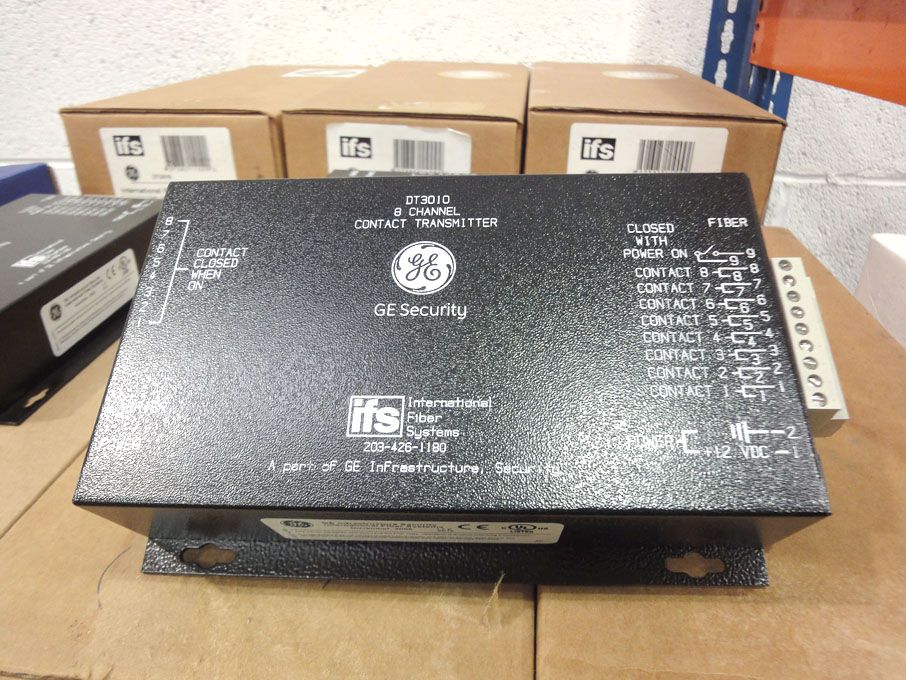 ifs
ifs
ifs
DT3010
8 CHANNEL
CONTACT TRANSMITTER
GE
GE Security
8
7
6
5
4
3
2
1
CONTACT
CLOSED
WHEN
ON
FIBER
CLOSED
WITH
POWER ON 9 9
CONTACT 8 8 8
CONTACT 7 7 7
CONTACT 6 6 6
CONTACT 5 5 5
CONTACT 4 4 4
CONTACT 3 3 3
CONTACT 2 2 2
CONTACT 1 1 1
POWER 2
+12 VDC 1
ifs International
Fiber
Systems
203-426-1180
A part of GE Infrastructure, Security
CE
UL
LISTED